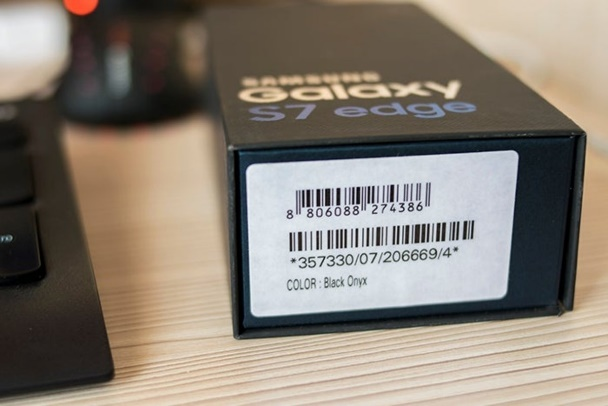 SAMSUNG
Galaxy
S7 edge
8 806088 274386
*357330/07/206669/4*
COLOR : Black Onyx